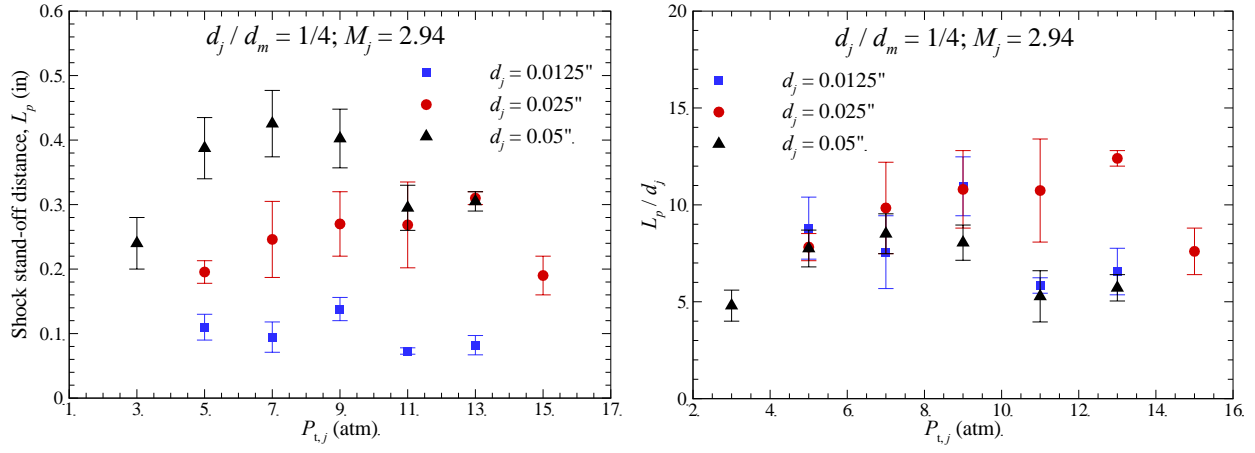 d_j / d_m = 1/4; M_j = 2.94
d_j = 0.0125"
d_j = 0.025"
d_j = 0.05".
Shock stand-off distance, L_p (in)
0.6
0.5
0.4
0.3
0.2
0.1
0
1. 3. 5. 7. 9. 11. 13. 15. 17.
P_t,j (atm).
d_j / d_m = 1/4; M_j = 2.94
d_j = 0.0125"
d_j = 0.025"
d_j = 0.05".
L_p / d_j
20
15
10
5
0
2. 4. 6. 8. 10. 12. 14. 16.
P_t,j (atm).